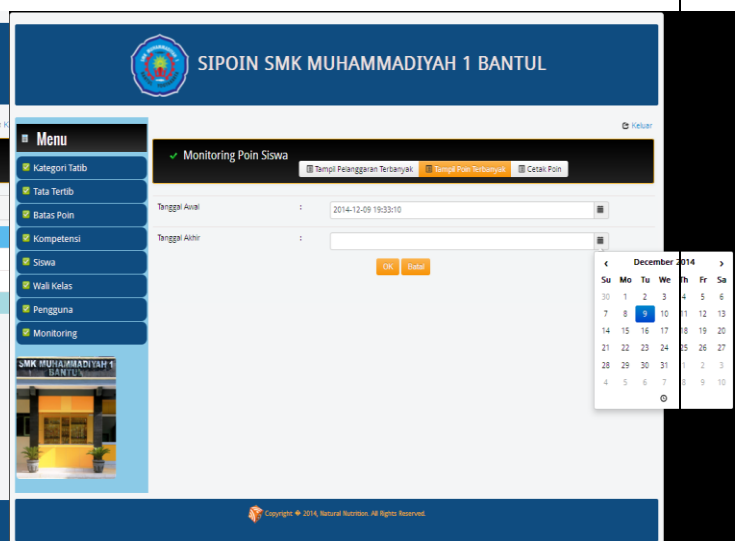 SIPOIN SMK MUHAMMADIYAH 1 BANTUL
Keluar
Menu
Kategori Tatib
Tata Tertib
Batas Poin
Kompetensi
Siswa
Wali Kelas
Pengguna
Monitoring
SMK MUHAMMADIYAH 1
BANTUL
Monitoring Poin Siswa
Tampil Pelanggaran Terbanyak Tampil Poin Terbanyak Cetak Poin
Tanggal Awal : 2014-12-09 19:33:10
Tanggal Akhir :
OK Batal
‹ December 2014 ›
Su Mo Tu We Th Fr Sa
30 1 2 3 4 5 6
7 8 9 10 11 12 13
14 15 16 17 18 19 20
21 22 23 24 25 26 27
28 29 30 31 1 2 3
4 5 6 7 8 9 10
Copyright � 2014, Natural Nutrition. All Rights Reserved.